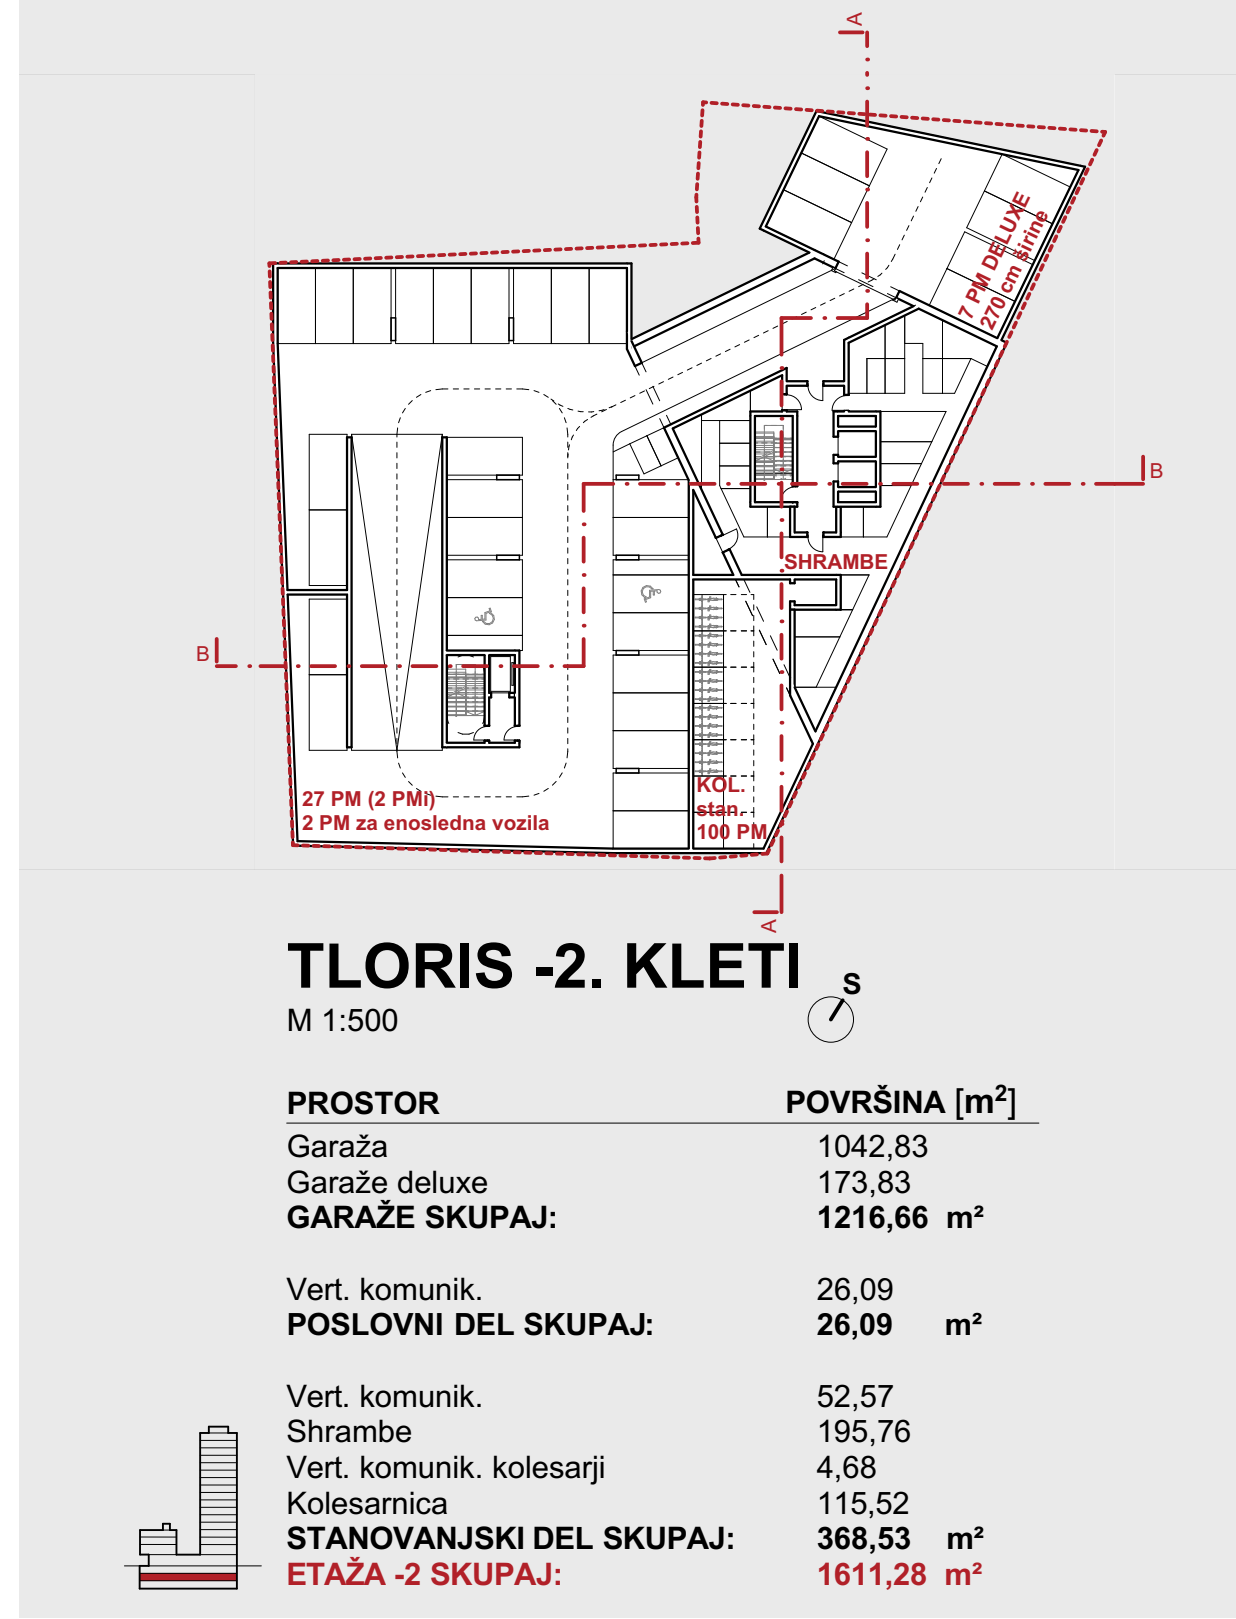 A
7 PM DELUXE
270 cm širine
B
SHRAMBE
B
27 PM (2 PMi)
2 PM za enosledna vozila
KOL.
stan.
100 PM
A
TLORIS -2. KLETI
S
M 1:500
PROSTOR POVRŠINA [m²]
Garaža 1042,83
Garaže deluxe 173,83
GARAŽE SKUPAJ: 1216,66 m²
Vert. komunik. 26,09
POSLOVNI DEL SKUPAJ: 26,09 m²
Vert. komunik. 52,57
Shrambe 195,76
Vert. komunik. kolesarji 4,68
Kolesarnica 115,52
STANOVANJSKI DEL SKUPAJ: 368,53 m²
ETAŽA -2 SKUPAJ: 1611,28 m²